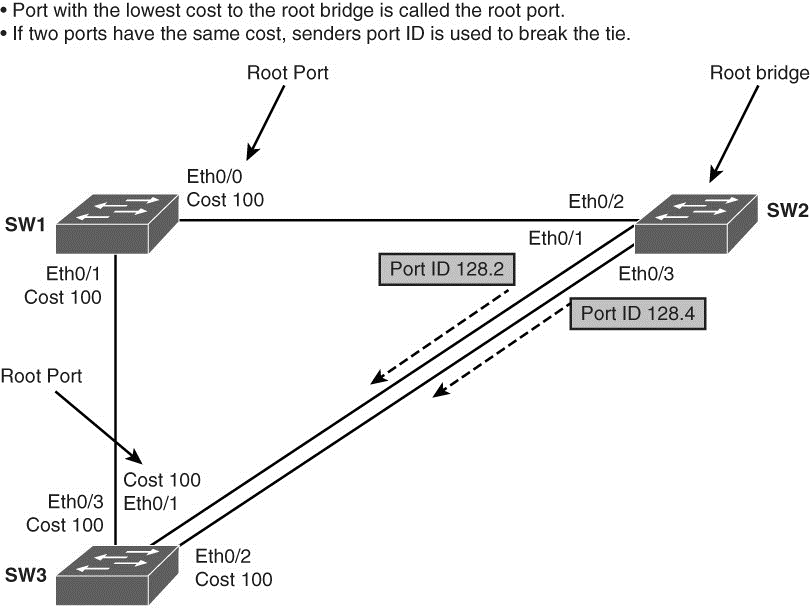 • Port with the lowest cost to the root bridge is called the root port.
• If two ports have the same cost, senders port ID is used to break the tie.
Root Port
Root bridge
Eth0/0
Cost 100
Eth0/2
SW1
SW2
Eth0/1
Eth0/1
Cost 100
Port ID 128.2
Eth0/3
Port ID 128.4
Root Port
Cost 100
Eth0/1
Eth0/3
Cost 100
Eth0/2
Cost 100
SW3